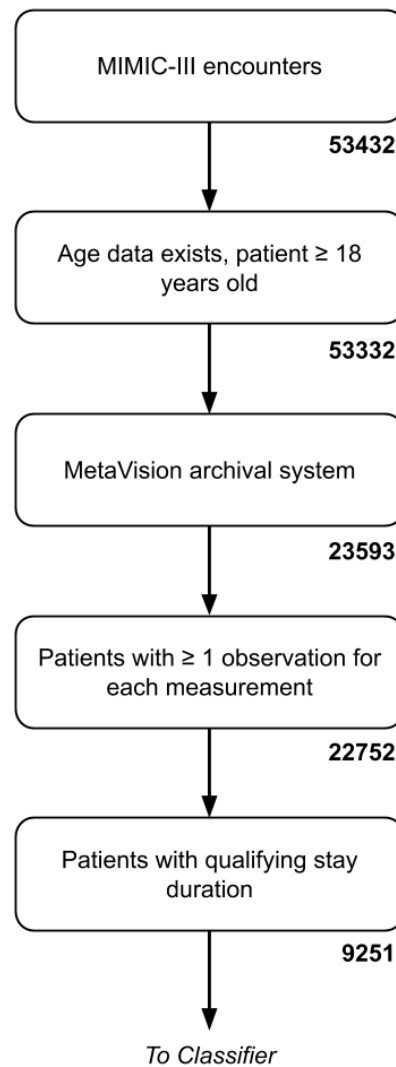 MIMIC-III encounters
53432
Age data exists, patient ≥ 18
years old
53332
MetaVision archival system
23593
Patients with ≥ 1 observation for
each measurement
22752
Patients with qualifying stay
duration
9251
To Classifier